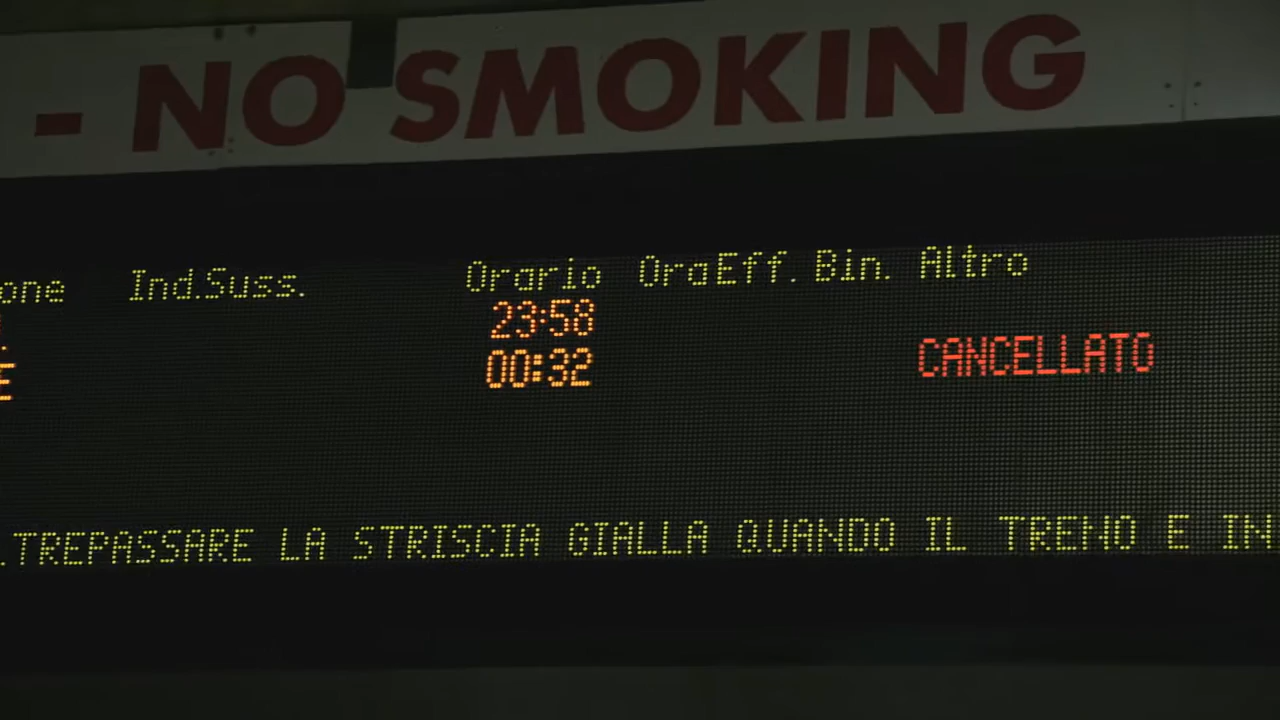 - NO SMOKING
one Ind.Suss. Orario OraEff. Bin. Altro
23:58
E 00:32 CANCELLATO
.TREPASSARE LA STRISCIA GIALLA QUANDO IL TRENO E IN